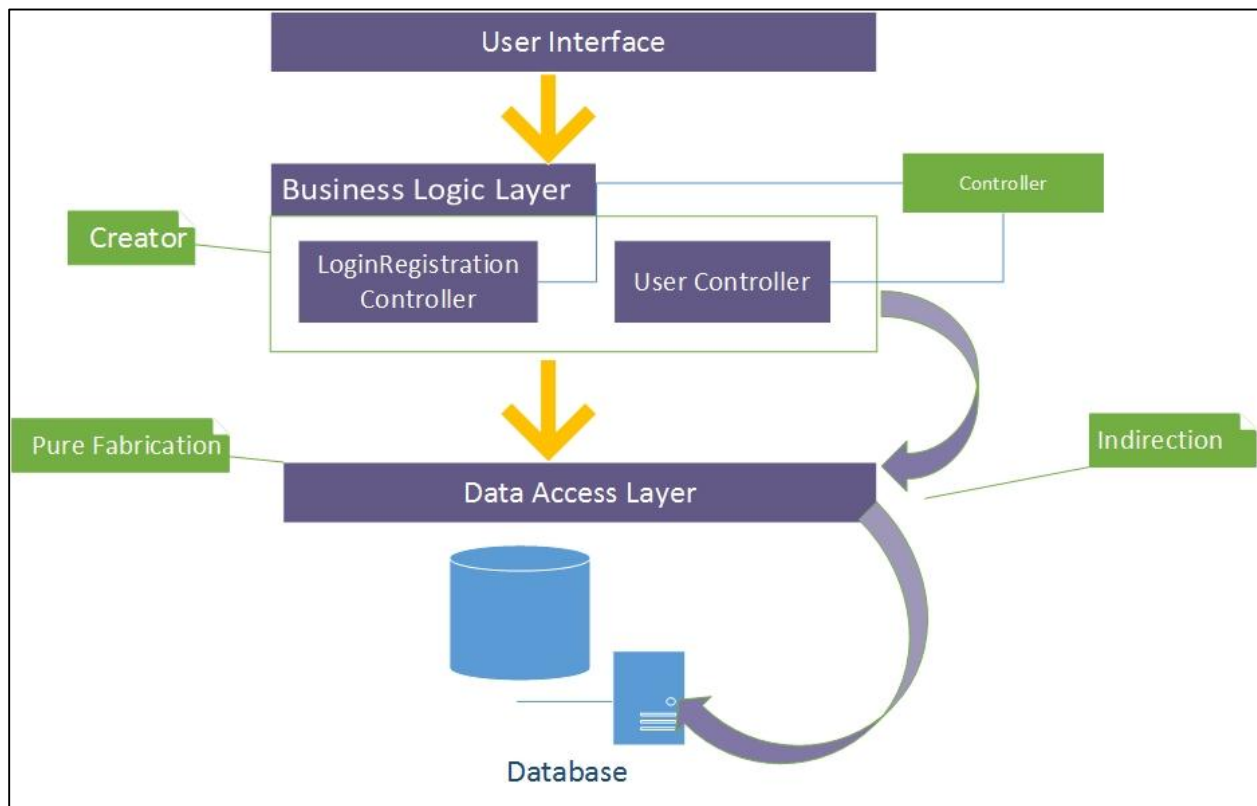 User Interface
Business Logic Layer
Controller
Creator
LoginRegistration
Controller
User Controller
Pure Fabrication
Indirection
Data Access Layer
Database